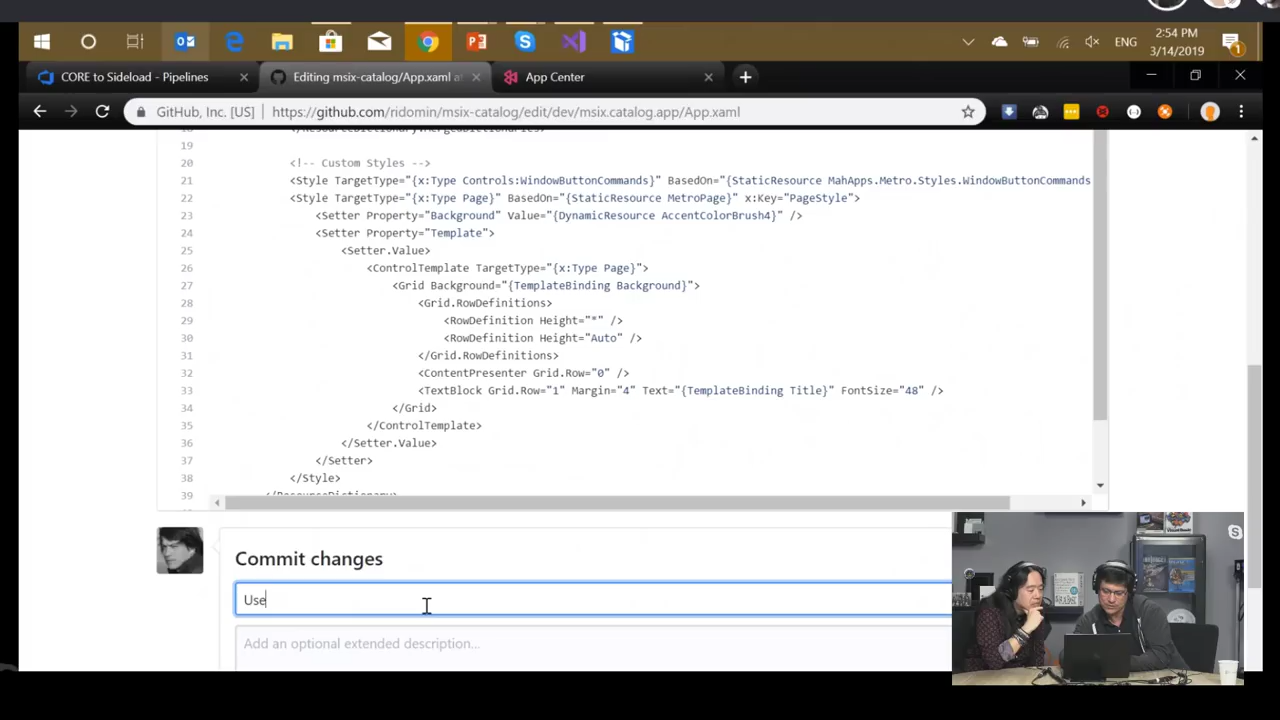 2:54 PM
ENG
3/14/2019
1
CORE to Sideload - Pipelines
Editing msix-catalog/App.xaml a
App Center
GitHub, Inc. [US]
https://github.com/ridomin/msix-catalog/edit/dev/msix.catalog.app/App.xaml
18 </ResourceDictionary.MergedDictionaries>
19
20 <!-- Custom Styles -->
21 <Style TargetType="{x:Type Controls:WindowButtonCommands}" BasedOn="{StaticResource MahApps.Metro.Styles.WindowButtonCommands
22 <Style TargetType="{x:Type Page}" BasedOn="{StaticResource MetroPage}" x:Key="PageStyle">
23 <Setter Property="Background" Value="{DynamicResource AccentColorBrush4}" />
24 <Setter Property="Template">
25 <Setter.Value>
26 <ControlTemplate TargetType="{x:Type Page}">
27 <Grid Background="{TemplateBinding Background}">
28 <Grid.RowDefinitions>
29 <RowDefinition Height="*" />
30 <RowDefinition Height="Auto" />
31 </Grid.RowDefinitions>
32 <ContentPresenter Grid.Row="0" />
33 <TextBlock Grid.Row="1" Margin="4" Text="{TemplateBinding Title}" FontSize="48" />
34 </Grid>
35 </ControlTemplate>
36 </Setter.Value>
37 </Setter>
38 </Style>
39 </ResourceDictionary>
Commit changes
Use
Add an optional extended description...